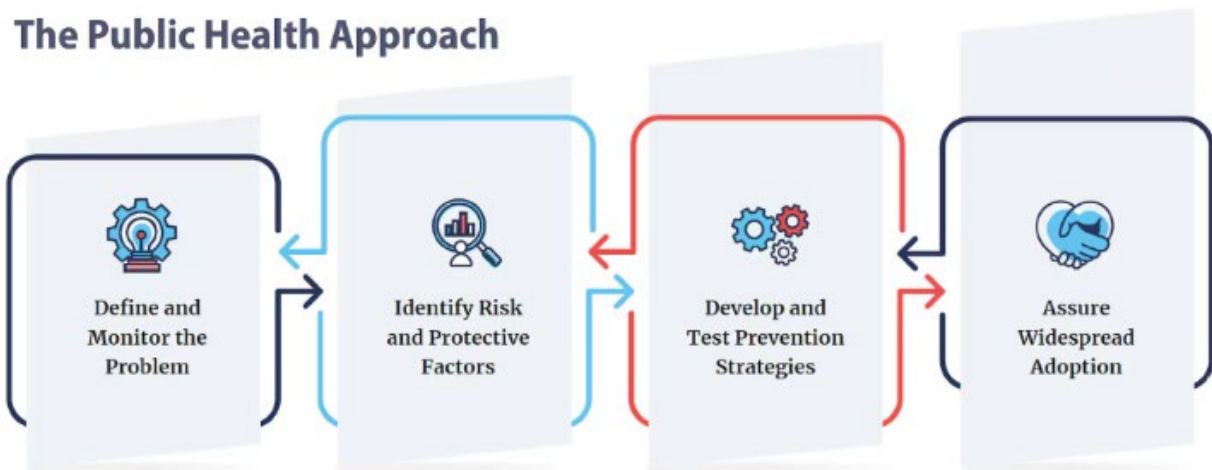 The Public Health Approach
Define and
Monitor the
Problem
Identify Risk
and Protective
Factors
Develop and
Test Prevention
Strategies
Assure
Widespread
Adoption